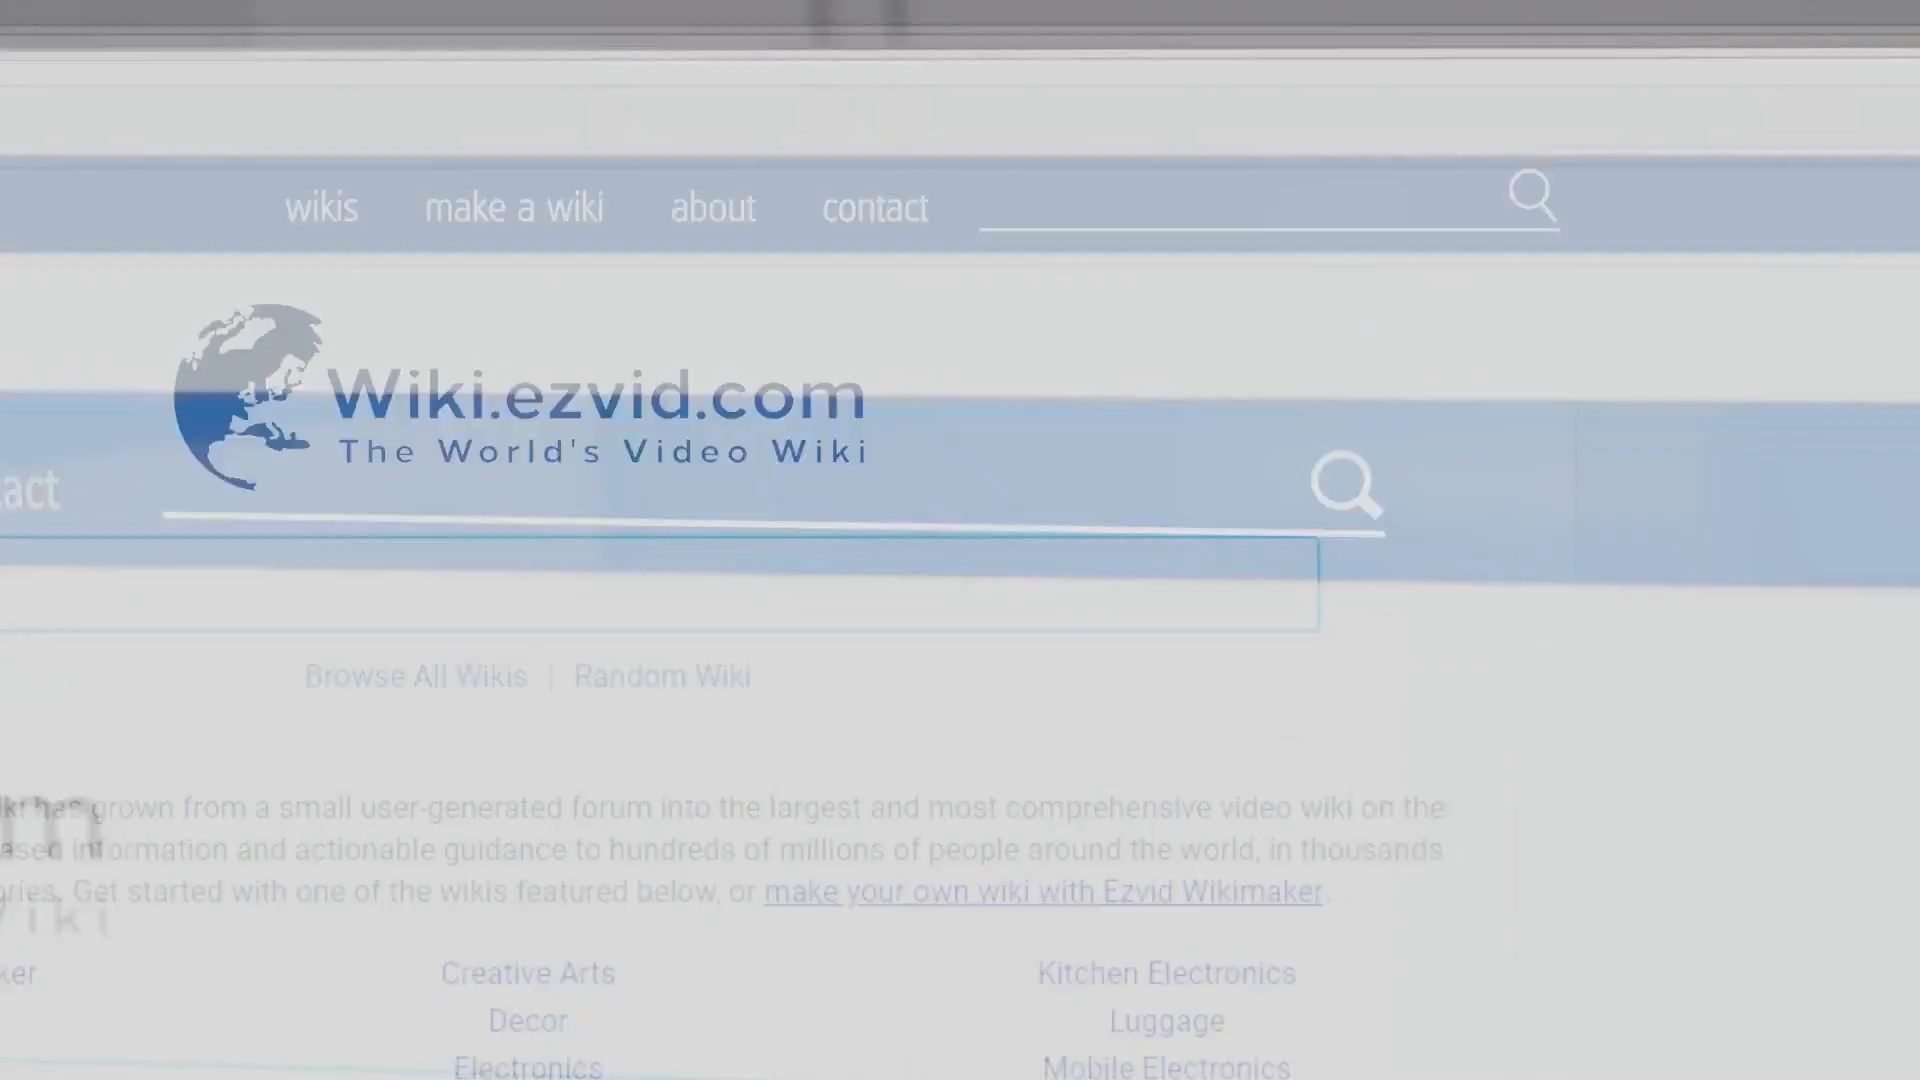 wikis make a wiki about contact
Wiki.ezvid.com
The World's Video Wiki
Browse All Wikis | Random Wiki
has grown from a small user-generated forum into the largest and most comprehensive video wiki on the
information and actionable guidance to hundreds of millions of people around the world, in thousands
Get started with one of the wikis featured below, or make your own wiki with Ezvid Wikimaker.
Creative Arts Kitchen Electronics
Decor Luggage
Electronics Mobile Electronics